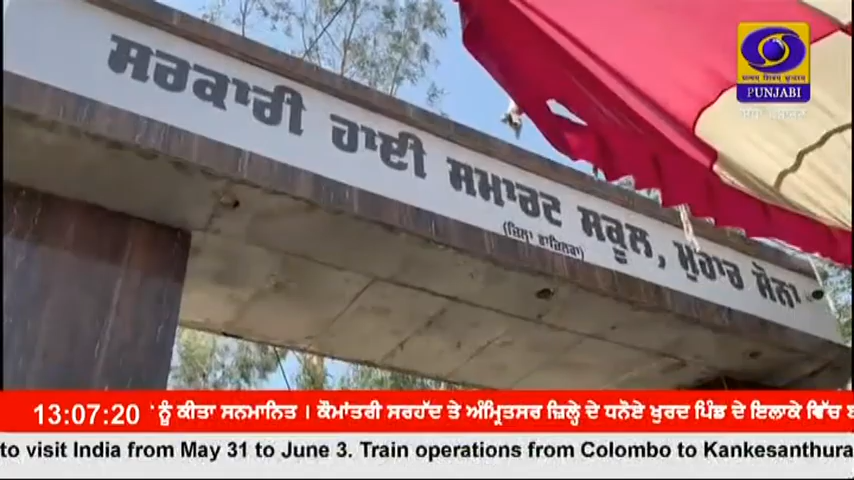 ਸਰਕਾਰੀ ਹਾਈ ਸਮਾਰਟ ਸਕੂਲ, ਮੁਹਾਰ ਸੋਨਾ
(ਜ਼ਿਲਾ ਫਾਜ਼ਿਲਕਾ)
PUNJABI
13:07:20 ਨੂੰ ਕੀਤਾ ਸਨਮਾਨਿਤ । ਕੌਮਾਂਤਰੀ ਸਰਹੱਦ ਤੇ ਅੰਮ੍ਰਿਤਸਰ ਜ਼ਿਲ੍ਹੇ ਦੇ ਧਨੋਏ ਖੁਰਦ ਪਿੰਡ ਦੇ ਇਲਾਕੇ ਵਿੱਚ
to visit India from May 31 to June 3. Train operations from Colombo to Kankesanthura